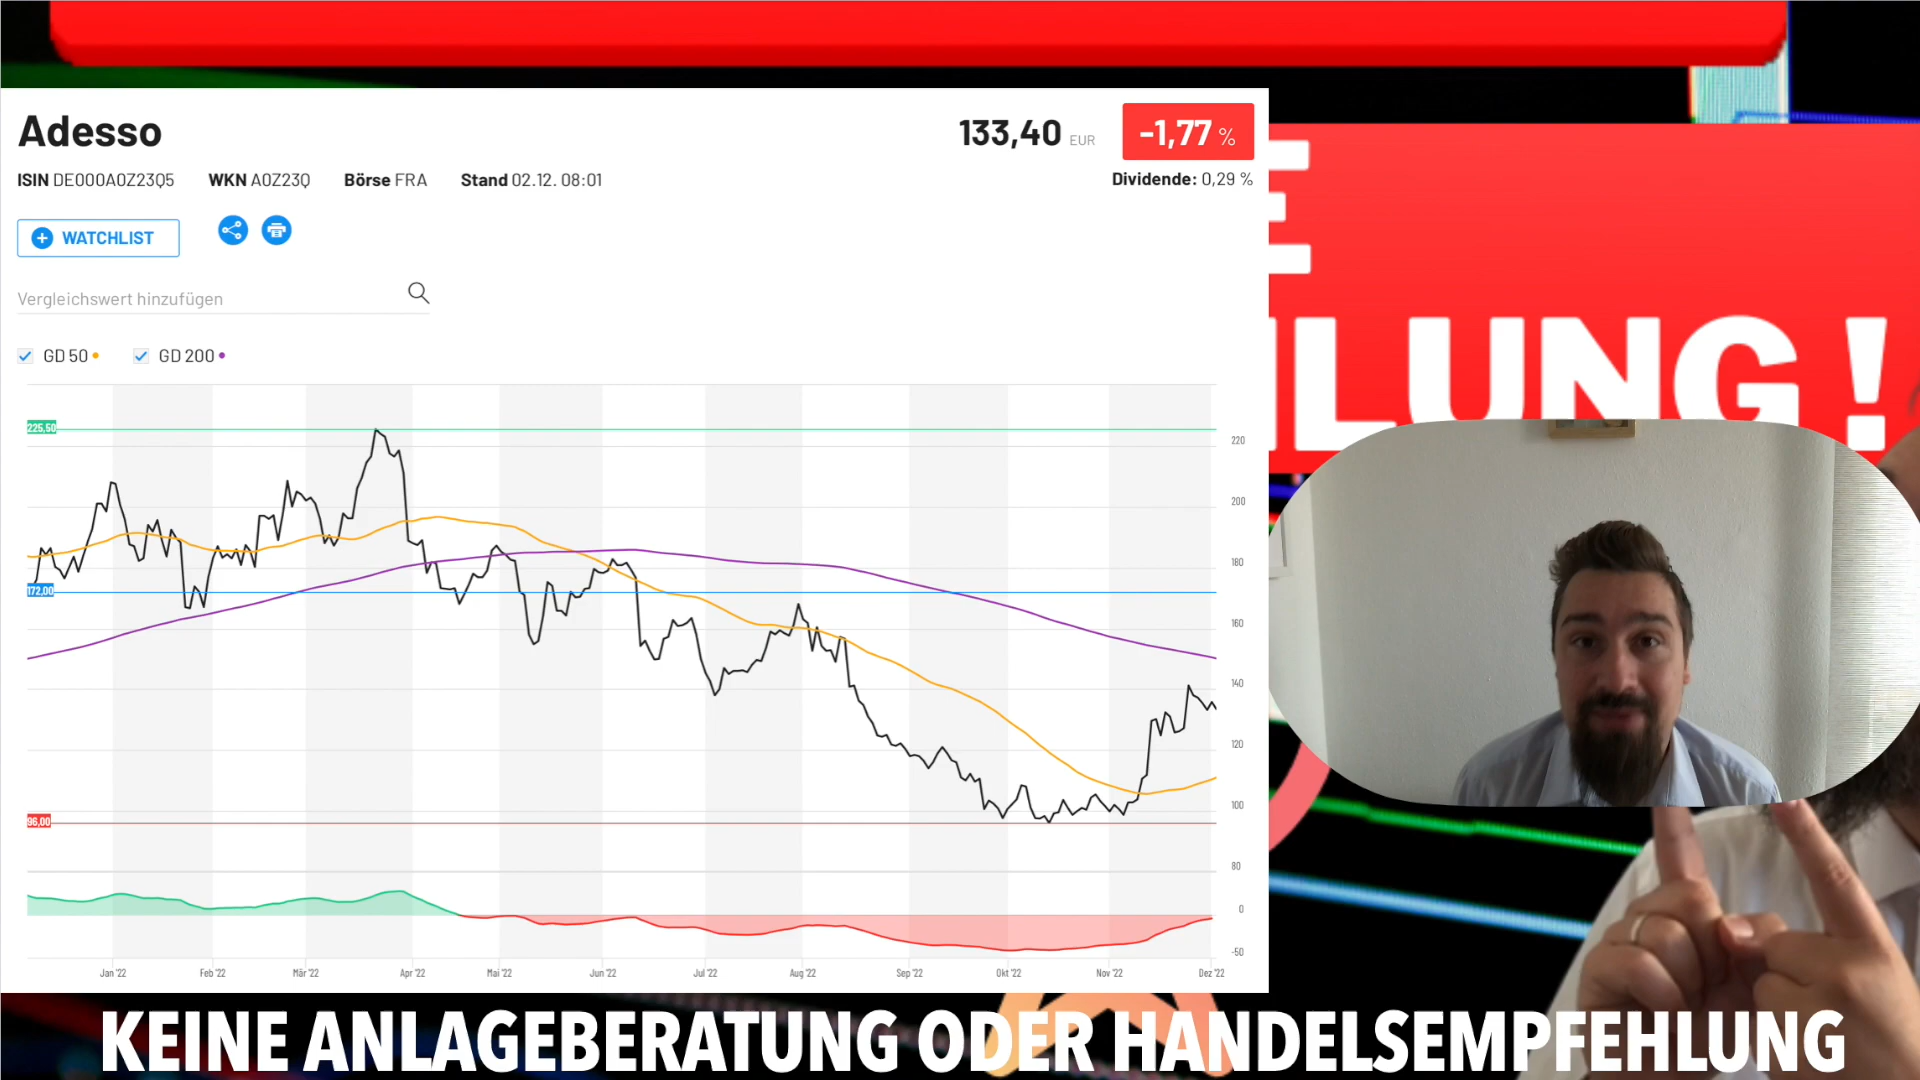 Adesso
133,40 EUR
-1,77 %
ISIN DE000A0Z23Q5 WKN A0Z23Q Börse FRA Stand 02.12. 08:01
Dividende: 0,29 %
WATCHLIST
Vergleichswert hinzufügen
GD 50 GD 200
225,50
220
200
180
172,00
160
140
120
100
96,00
80
0
-50
Jan '22 Feb '22 Mär '22 Apr '22 Mai '22 Jun '22 Jul '22 Aug '22 Sep '22 Okt '22 Nov '22 Dez '22
E
LUNG!
KEINE ANLAGEBERATUNG ODER HANDELSEMPFEHLUNG